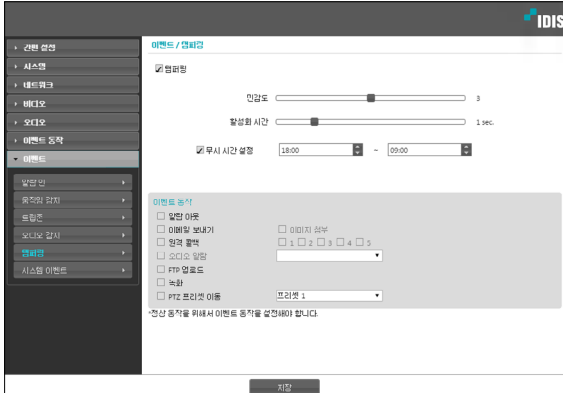 IDIS
간편 설정
시스템
네트워크
비디오
오디오
이벤트 동작
이벤트
알람 인
움직임 감지
트립존
오디오 감지
탬퍼링
시스템 이벤트
이벤트 / 탬퍼링
탬퍼링
민감도 3
활성화 시간 1 sec.
무시 시간 설정 18:00 ~ 09:00
이벤트 동작
알람 아웃
이메일 보내기 이미지 첨부
원격 콜백 1 2 3 4 5
오디오 알람
FTP 업로드
녹화
PTZ 프리셋 이동 프리셋 1
*정상 동작을 위해서 이벤트 동작을 설정해야 합니다.
저장